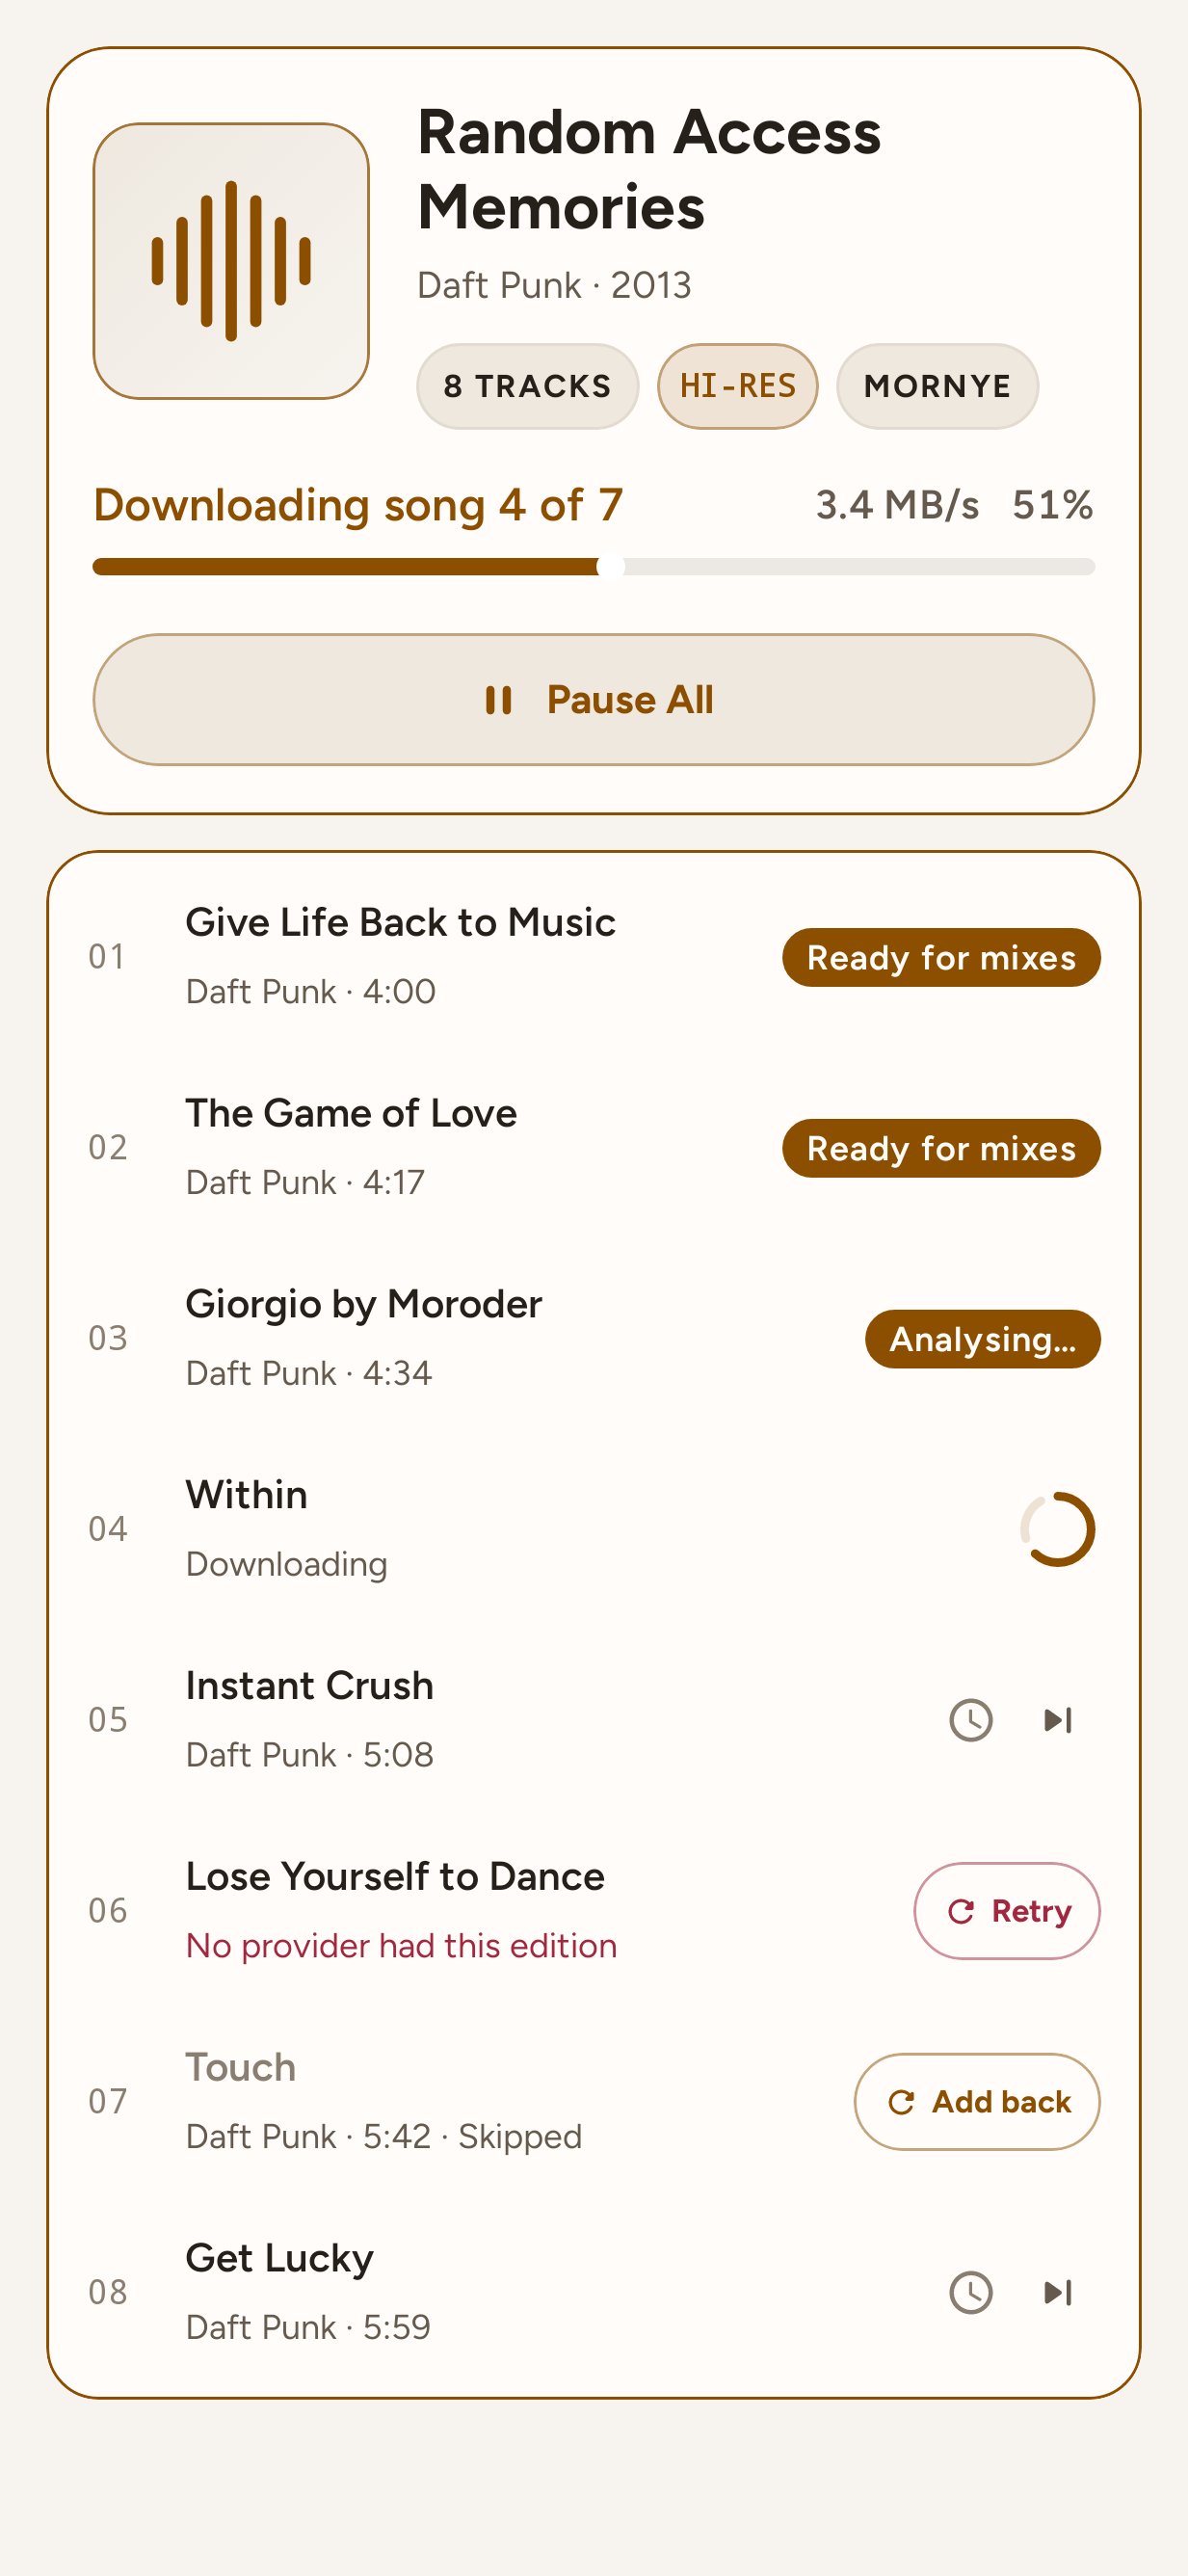 Random Access
Memories
Daft Punk · 2013
8 TRACKS
HI-RES
MORNYE
Downloading song 4 of 7
3.4 MB/s 51%
Pause All
01
Give Life Back to Music
Daft Punk · 4:00
Ready for mixes
02
The Game of Love
Daft Punk · 4:17
Ready for mixes
03
Giorgio by Moroder
Daft Punk · 4:34
Analysing...
04
Within
Downloading
05
Instant Crush
Daft Punk · 5:08
06
Lose Yourself to Dance
No provider had this edition
Retry
07
Touch
Daft Punk · 5:42 · Skipped
Add back
08
Get Lucky
Daft Punk · 5:59